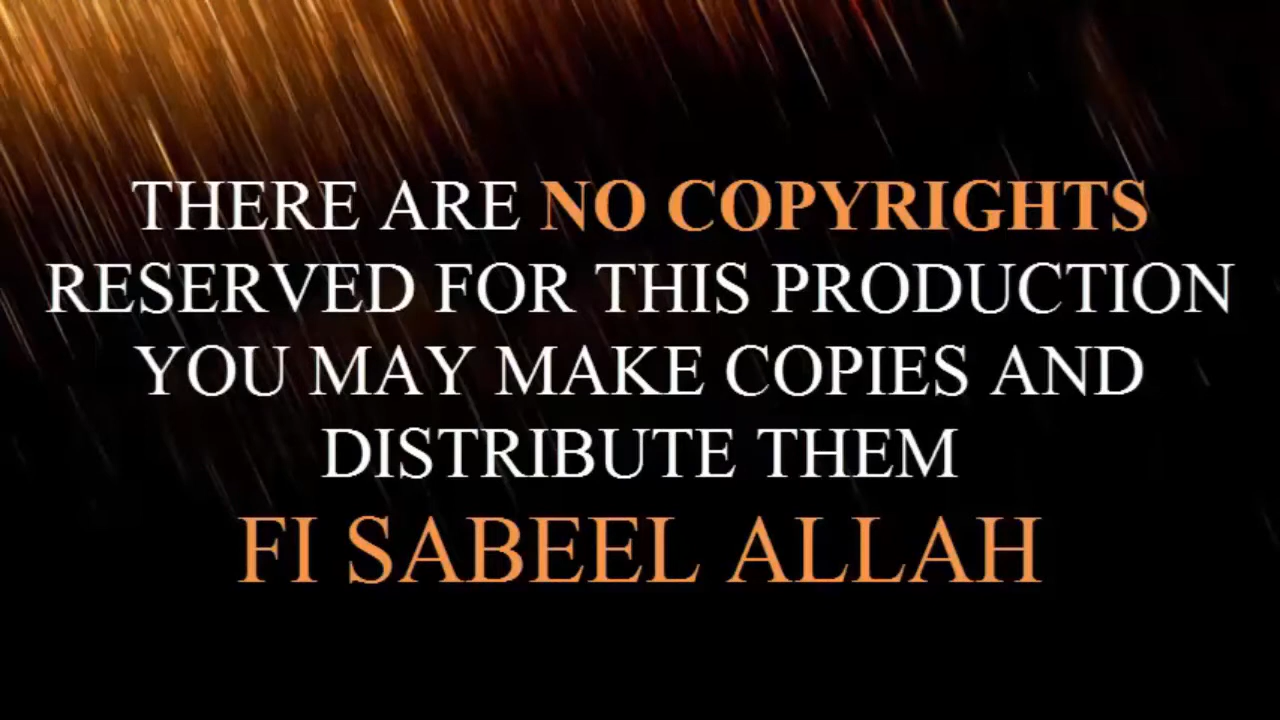 THERE ARE NO COPYRIGHTS
RESERVED FOR THIS PRODUCTION
YOU MAY MAKE COPIES AND
DISTRIBUTE THEM
FI SABEEL ALLAH